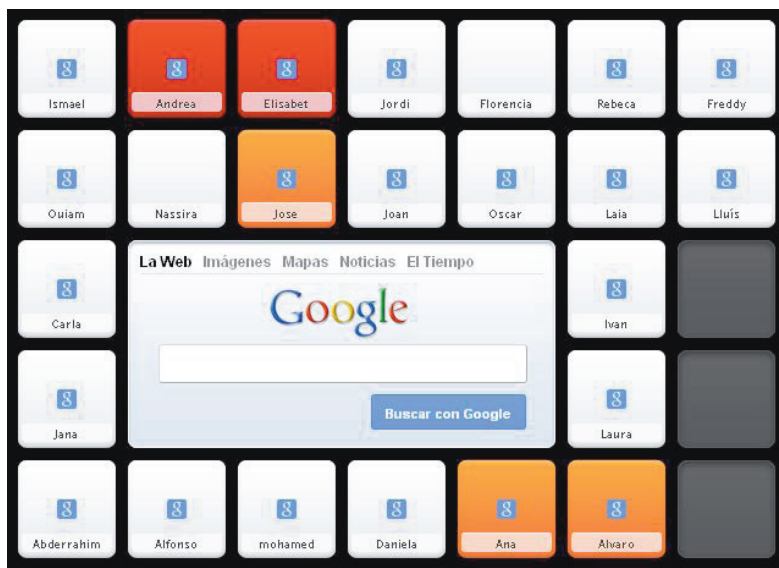 Ismael
Andrea
Elisabet
Jordi
Florencia
Rebeca
Freddy
Ouiam
Nassira
Jose
Joan
Oscar
Laia
Lluís
La Web Imágenes Mapas Noticias El Tiempo
Google
Carla
Ivan
Buscar con Google
Jana
Laura
Abderrahim
Alfonso
mohamed
Daniela
Ana
Alvaro